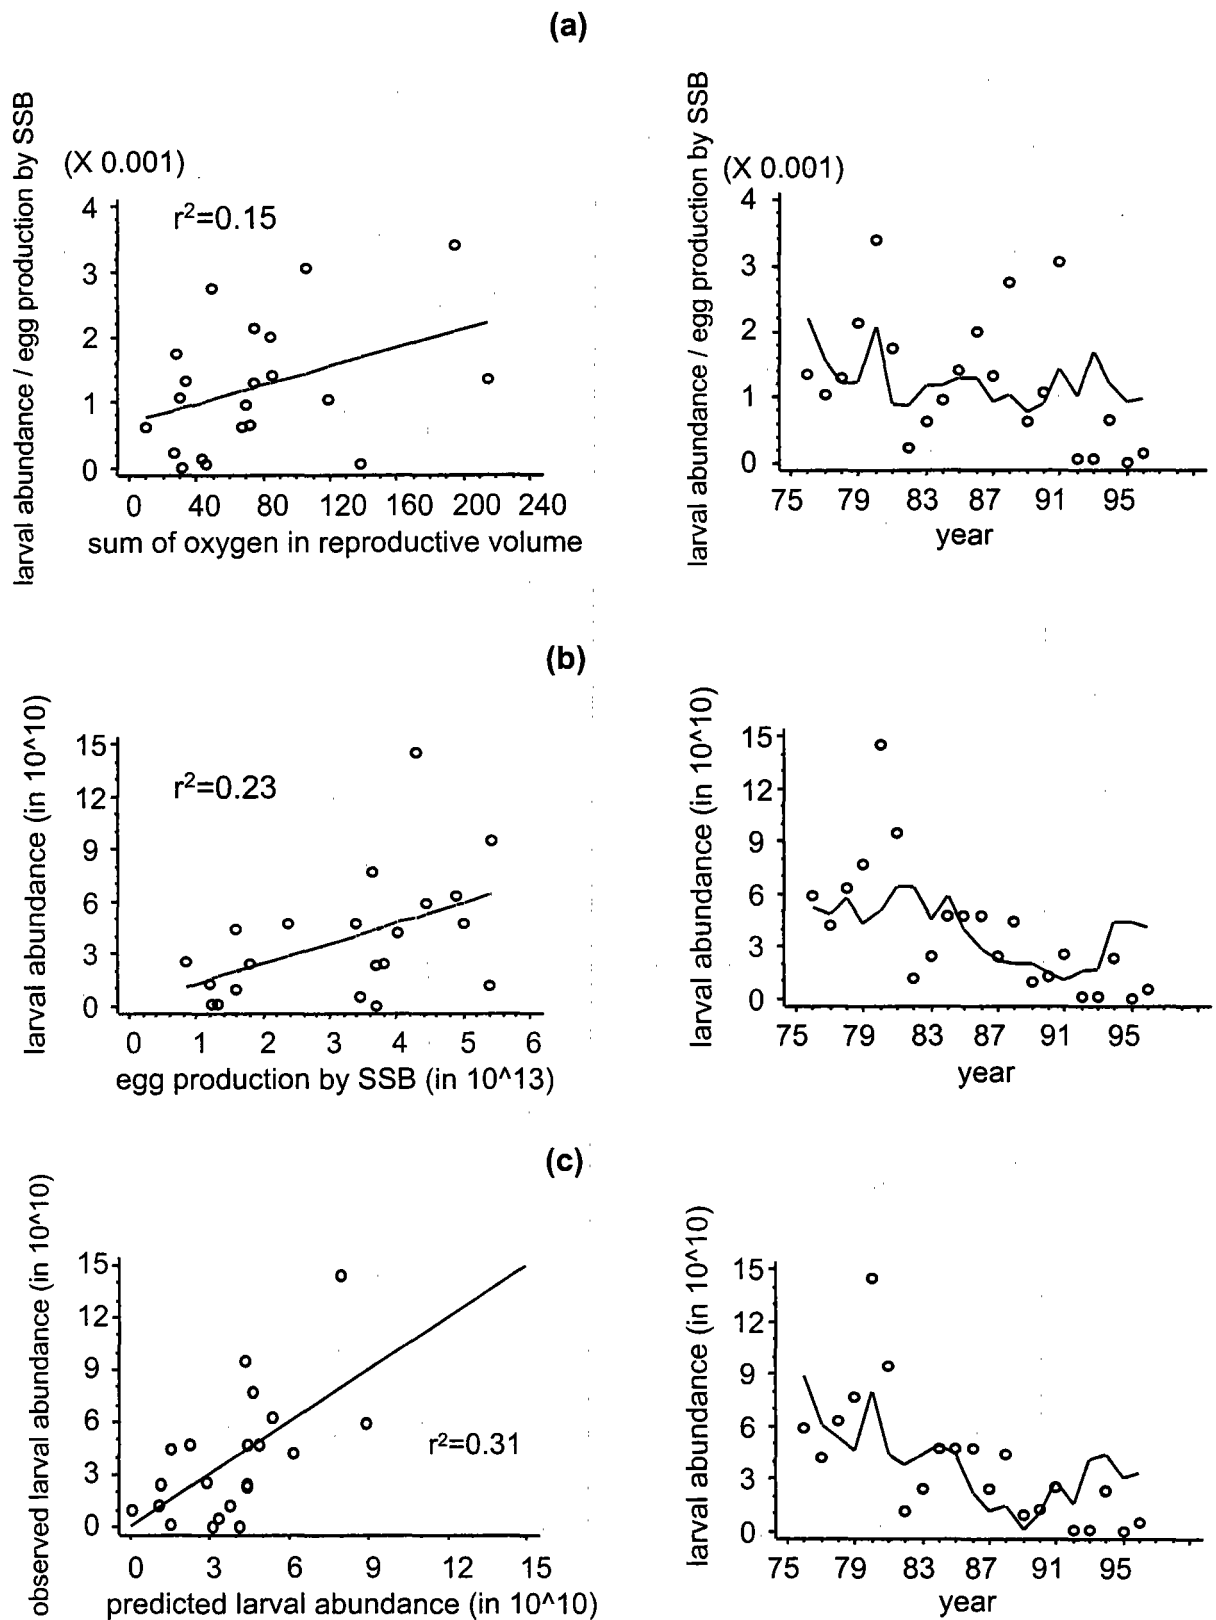 (a)
larval abundance / egg production by SSB
(X 0.001)
r²=0.15
4
3
2
1
0
0 40 80 120 160 200 240
sum of oxygen in reproductive volume
larval abundance / egg production by SSB
(X 0.001)
4
3
2
1
0
75 79 83 87 91 95
year
(b)
larval abundance (in 10^10)
r²=0.23
15
12
9
6
3
0
0 1 2 3 4 5 6
egg production by SSB (in 10^13)
larval abundance (in 10^10)
15
12
9
6
3
0
75 79 83 87 91 95
year
(c)
observed larval abundance (in 10^10)
15
12
9
6
3
0
r²=0.31
0 3 6 9 12 15
predicted larval abundance (in 10^10)
larval abundance (in 10^10)
15
12
9
6
3
0
75 79 83 87 91 95
year